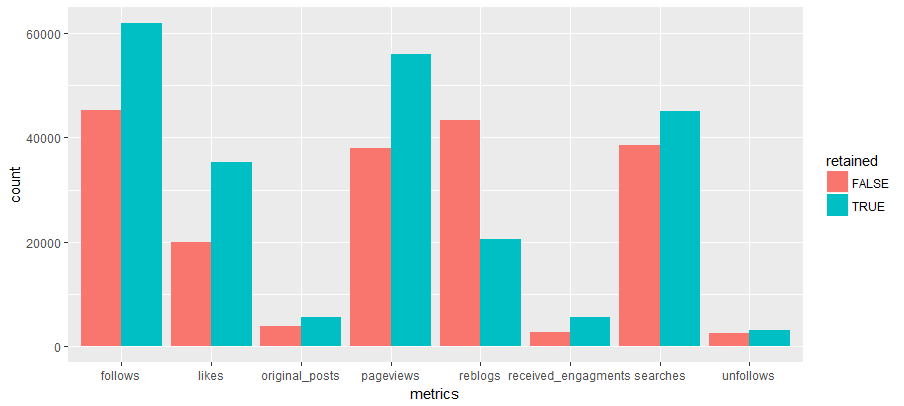 60000
40000
20000
0
count
follows likes original_posts pageviews reblogs received_engagments searches unfollows
metrics
retained
FALSE
TRUE